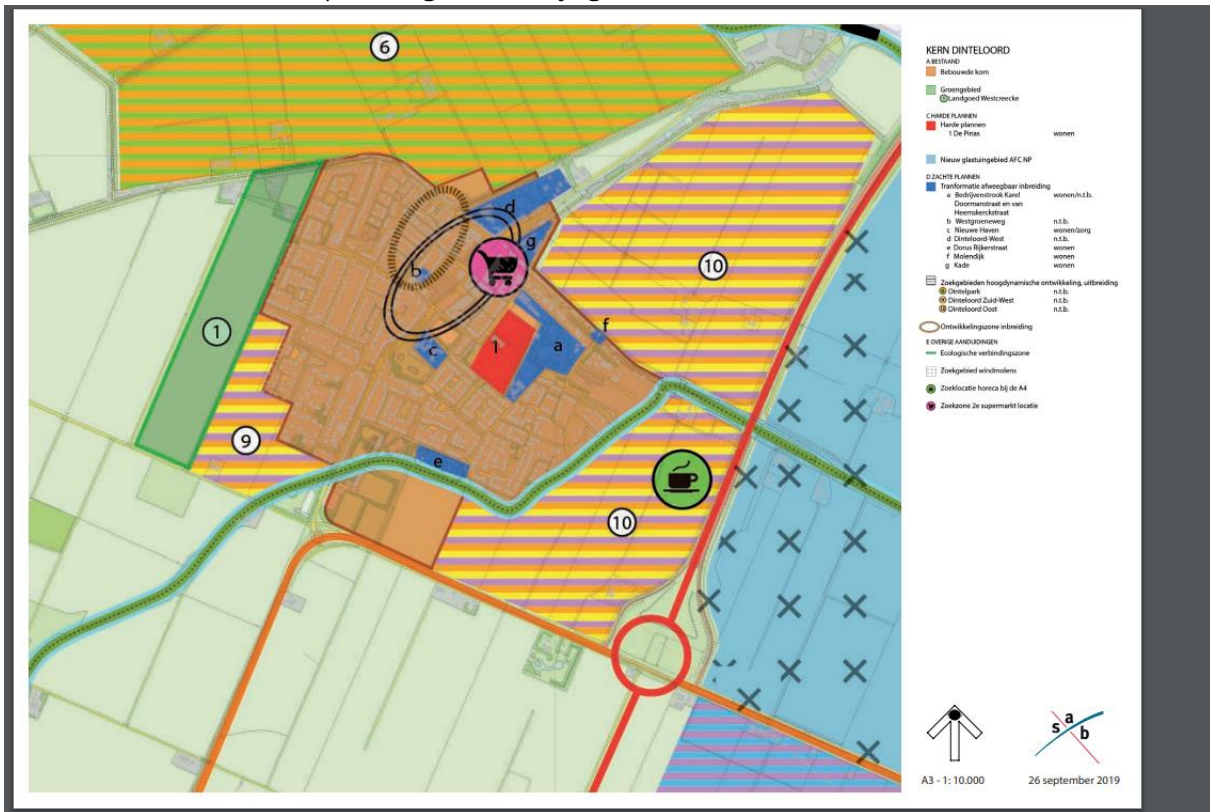 KERN DINTELOORD
A BESTAAND
Bebouwde kom
Groengebied
1 Landgoed Westcreecke
C HARDE PLANNEN
Harde plannen
1 De Pinas wonen
Nieuw glastuingebied AFC NP
D ZACHTE PLANNEN
Tranformatie afweegbaar inbreiding
a Bedrijvenstrook Karel wonen/n.t.b.
Doormanstraat en van
Heemskerckstraat
b Westgroeneweg n.t.b.
c Nieuwe Haven wonen/zorg
d Dinteloord-West n.t.b.
e Dorus Rijkerstraat wonen
f Molendijk wonen
g Kade wonen
Zoekgebieden hoogdynamische ontwikkeling, uitbreiding
6 Dintelpark n.t.b.
9 Dinteloord Zuid-West n.t.b.
10 Dinteloord Oost n.t.b.
Ontwikkelingszone inbreiding
E OVERIGE AANDUIDINGEN
Ecologische verbindingszone
Zoekgebied windmolens
Zoeklocatie horeca bij de A4
Zoekzone 2e supermarkt locatie
6
d
g
10
b
f
1
1
a
c
9
e
10
s a b
A3 - 1: 10.000
26 september 2019